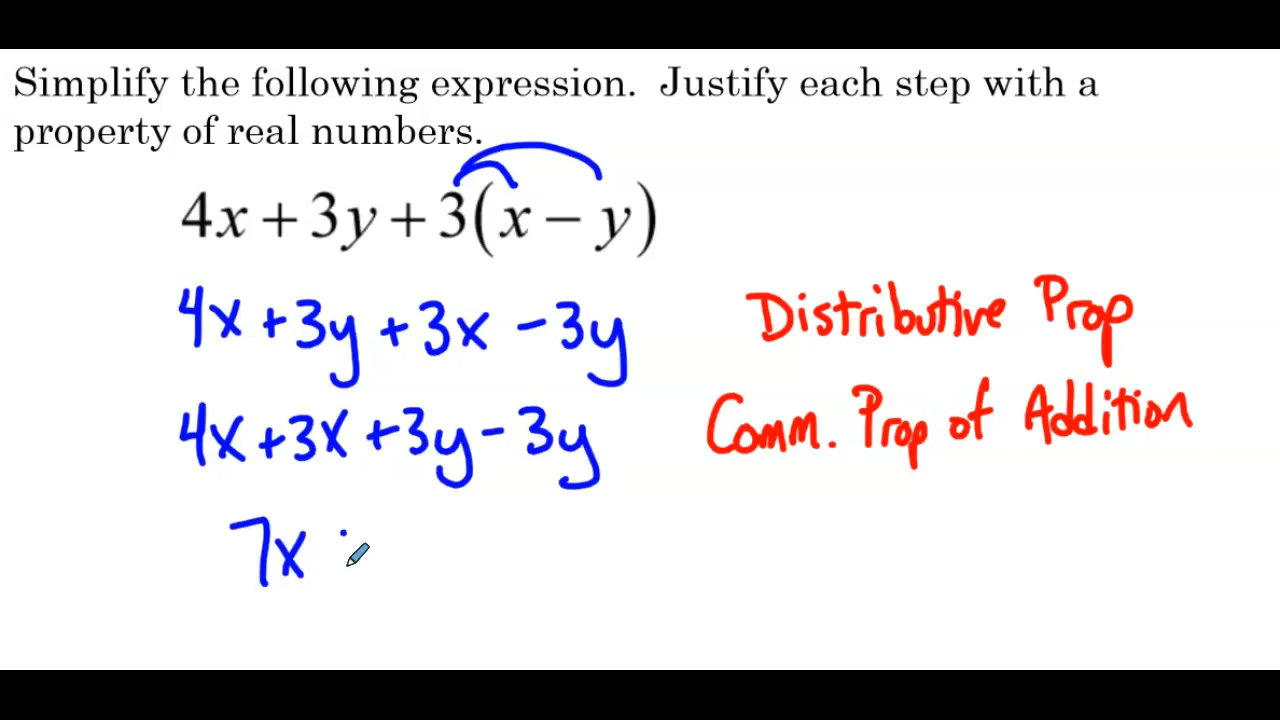 Simplify the following expression. Justify each step with a
property of real numbers.
4x + 3y + 3(x − y)
4x + 3y + 3x - 3y Distributive Prop
4x + 3x + 3y - 3y Comm. Prop of Addition
7x